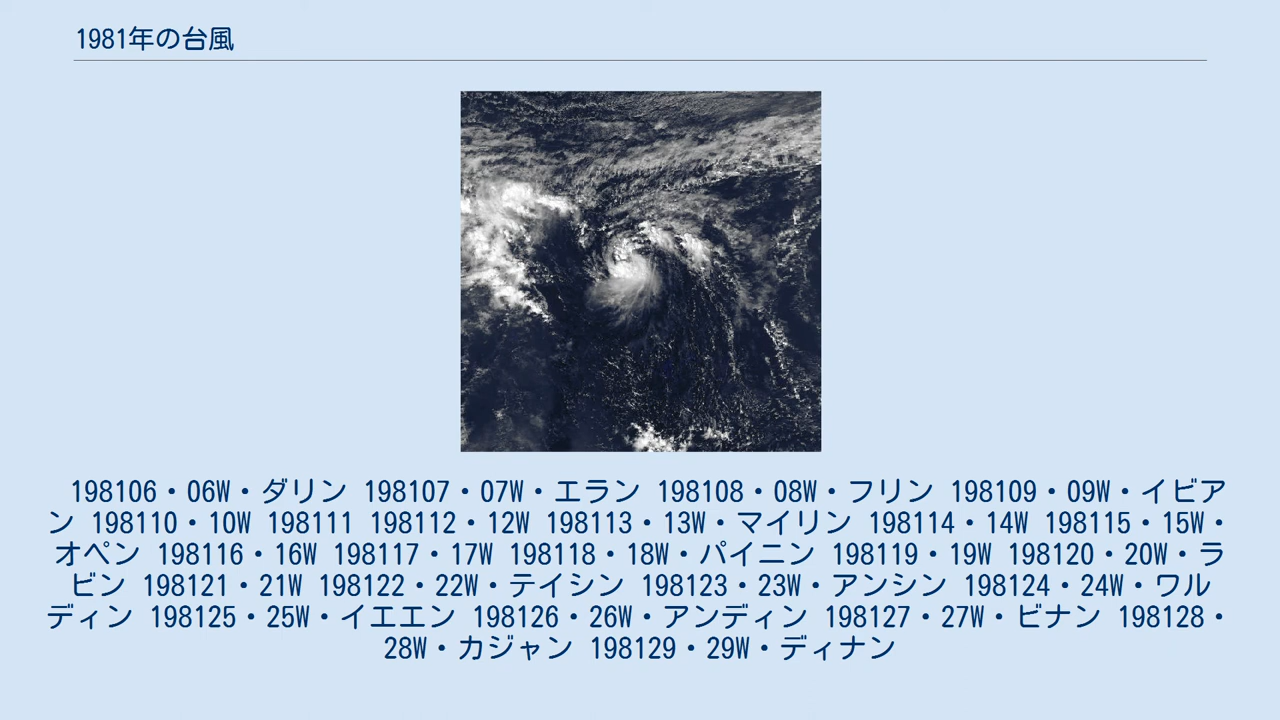 1981年の台風
198106・06W・ダリン 198107・07W・エラン 198108・08W・フリン 198109・09W・イビア
ン 198110・10W 198111 198112・12W 198113・13W・マイリン 198114・14W 198115・15W・
オペン 198116・16W 198117・17W 198118・18W・パイニン 198119・19W 198120・20W・ラ
ビン 198121・21W 198122・22W・テイシン 198123・23W・アンシン 198124・24W・ワル
ディン 198125・25W・イエエン 198126・26W・アンディン 198127・27W・ビナン 198128・
28W・カジャン 198129・29W・ディナン